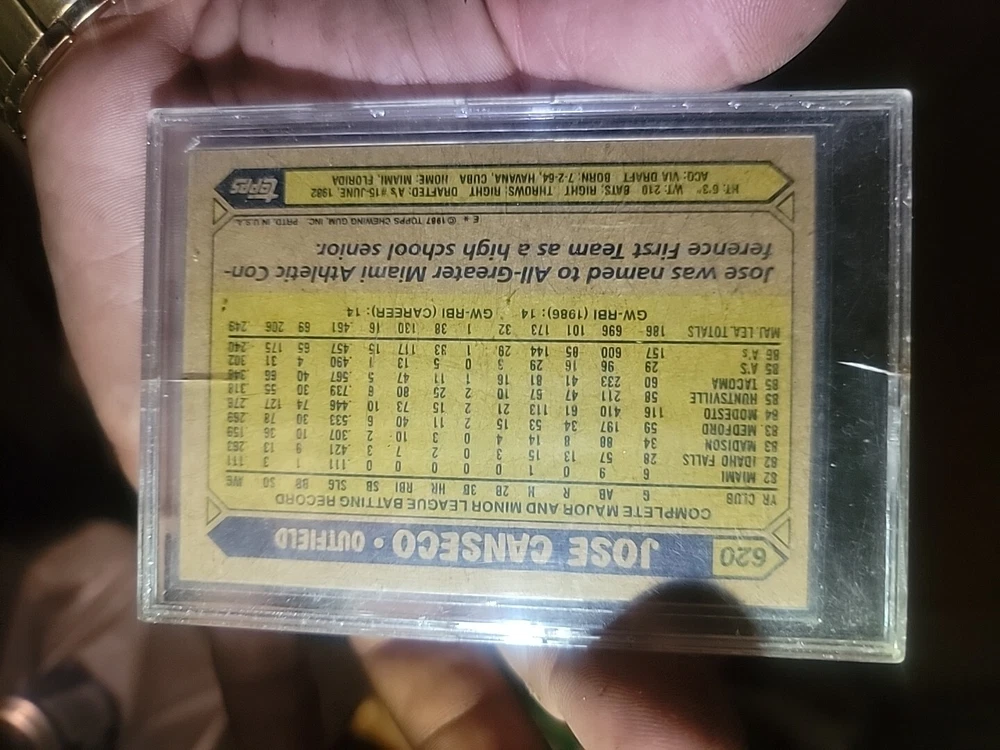 620 JOSE CANSECO • OUTFIELD
COMPLETE MAJOR AND MINOR LEAGUE BATTING RECORD
YR CLUB G AB R H 2B 3B HR RBI SB SLG BB SO AVG
82 MIAMI 6 9 0 1 0 0 0 0 0 .111 1 3 .111
82 IDAHO FALLS 28 57 13 15 3 0 2 7 3 .421 9 13 .263
83 MADISON 34 88 8 14 4 0 3 10 2 .307 10 36 .159
83 MEDFORD 59 197 34 53 15 2 11 40 6 .533 30 78 .269
84 MODESTO 116 410 61 113 21 2 15 73 10 .446 74 127 .276
85 HUNTSVILLE 58 211 47 67 10 2 25 80 6 .739 30 55 .318
85 TACOMA 60 233 41 81 16 1 11 47 5 .567 40 66 .348
85 A'S 29 96 16 29 3 0 5 13 1 .490 4 31 .302
86 A'S 157 600 85 144 29 1 33 117 15 .457 65 175 .240
MAJ. LEA. TOTALS 186 696 101 173 32 1 38 130 16 .461 69 206 .249
GW-RBI (1986): 14 GW-RBI (CAREER): 14
Jose was named to All-Greater Miami Athletic Con-
ference First Team as a high school senior.
E * © 1987 TOPPS CHEWING GUM, INC. PRTD. IN U.S.A.
HT: 6'3" WT: 210 BATS: RIGHT THROWS: RIGHT DRAFTED: A's #15-JUNE, 1982
ACQ: VIA DRAFT BORN: 7-2-64, HAVANA, CUBA HOME: MIAMI, FLORIDA
topps